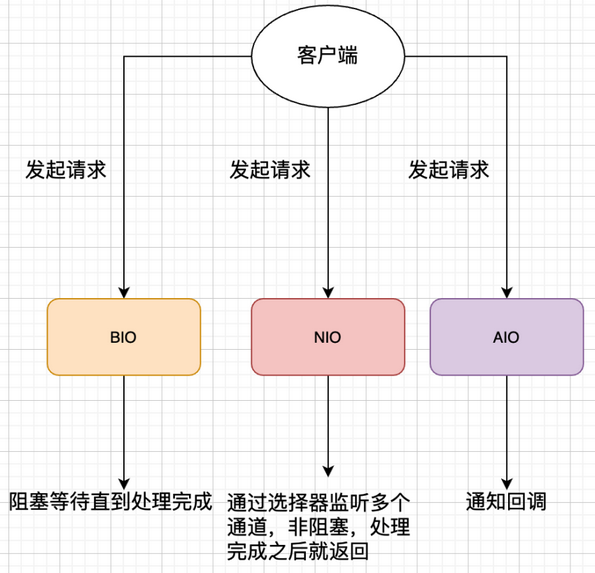 客户端
发起请求
发起请求
发起请求
BIO
NIO
AIO
阻塞等待直到处理完成
通过选择器监听多个
通道，非阻塞，处理
完成之后就返回
通知回调